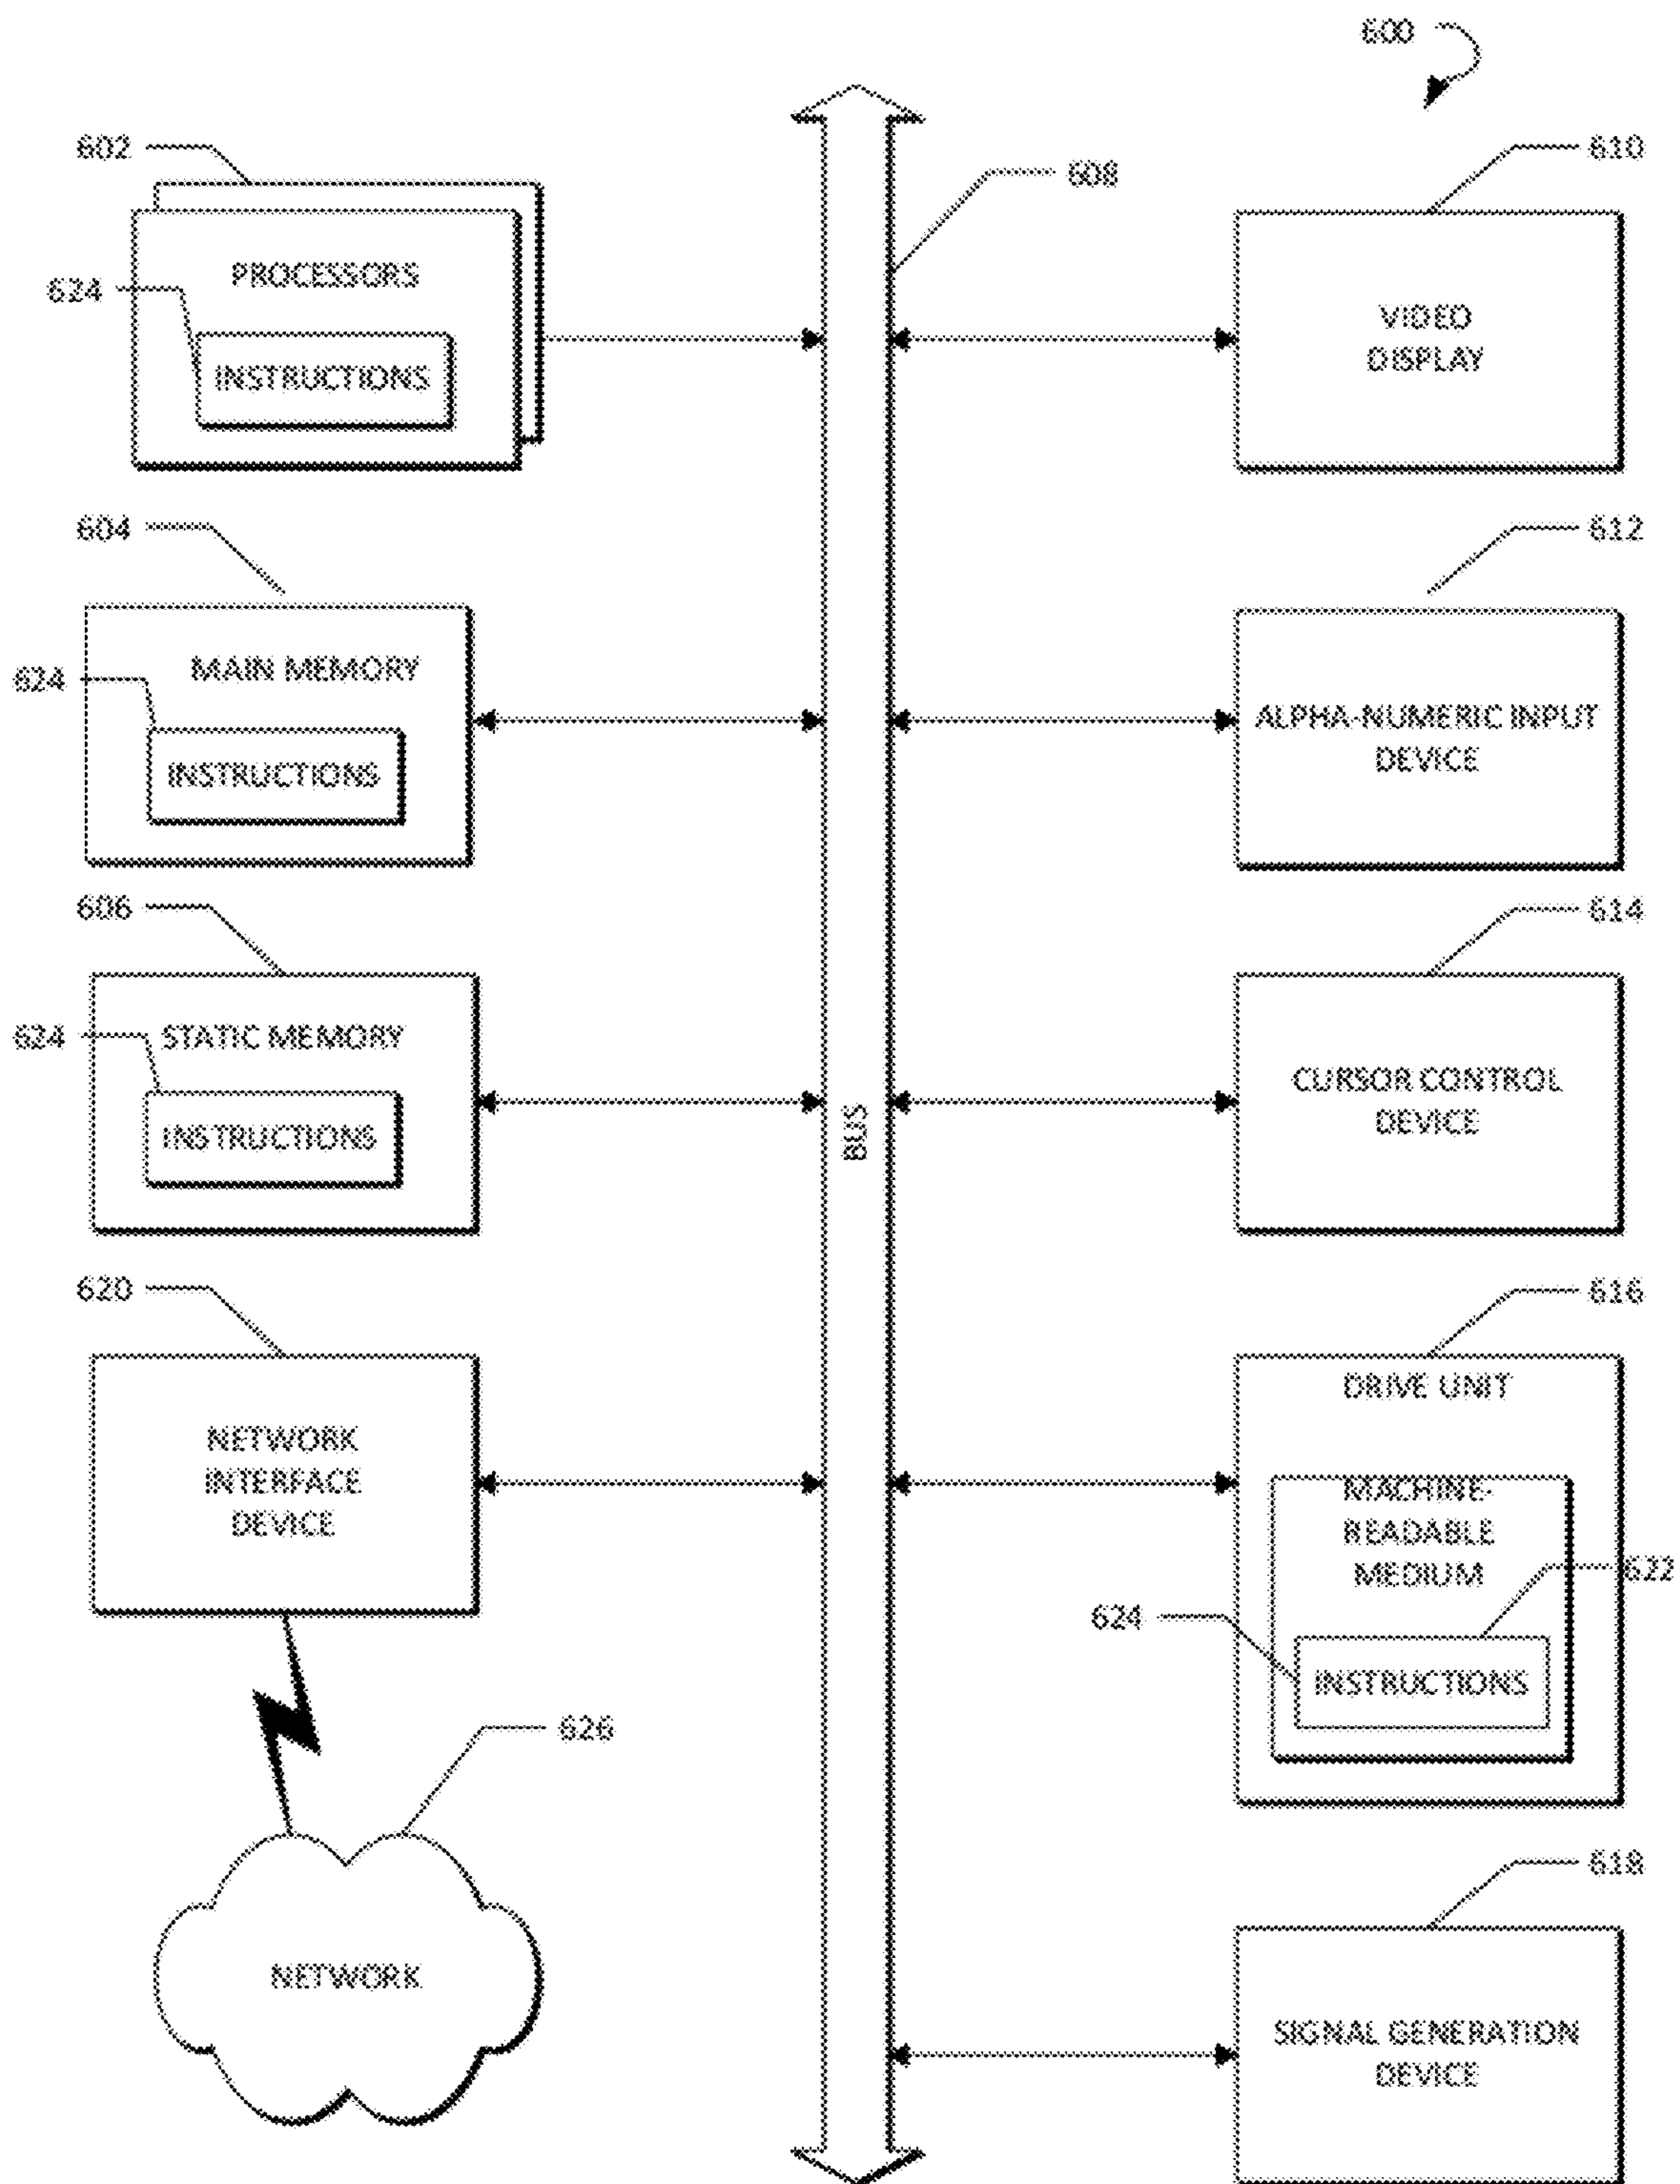 600
602
PROCESSORS
624
INSTRUCTIONS
604
MAIN MEMORY
624
INSTRUCTIONS
606
STATIC MEMORY
624
INSTRUCTIONS
620
NETWORK
INTERFACE
DEVICE
626
NETWORK
608
BUS
610
VIDEO
DISPLAY
612
ALPHA-NUMERIC INPUT
DEVICE
614
CURSOR CONTROL
DEVICE
616
DRIVE UNIT
MACHINE-
READABLE
MEDIUM
622
624
INSTRUCTIONS
618
SIGNAL GENERATION
DEVICE